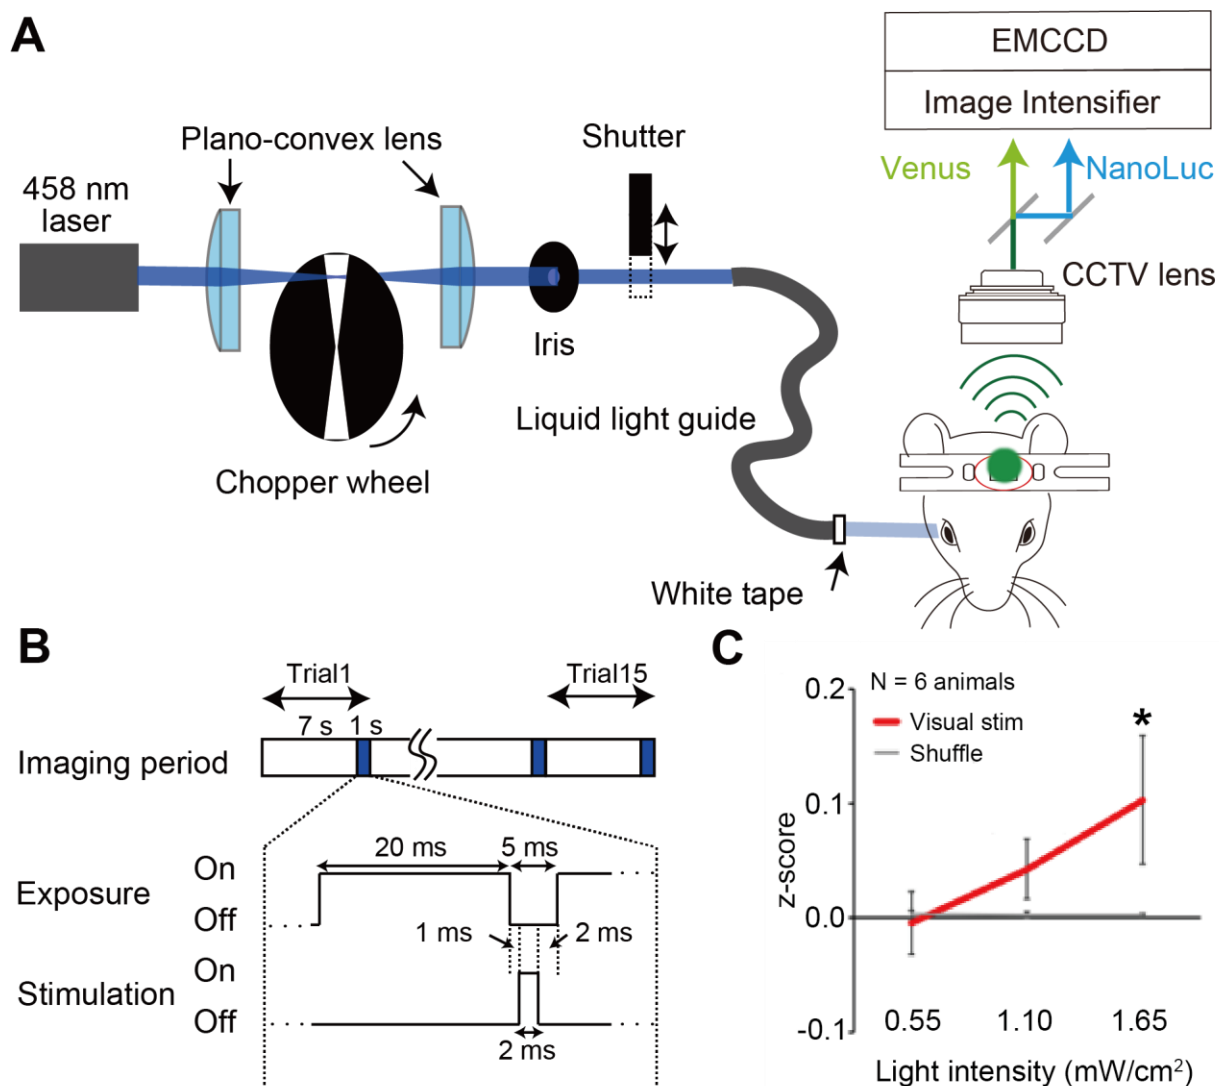 A
EMCCD
Image Intensifier
Plano-convex lens
Shutter
Venus
NanoLuc
458 nm
laser
CCTV lens
Iris
Liquid light guide
Chopper wheel
White tape
B
Trial1
Trial15
7 s
1 s
Imaging period
20 ms
5 ms
On
Exposure
Off
1 ms
2 ms
On
Stimulation
Off
2 ms
C
0.2
N = 6 animals
Visual stim
*
Shuffle
0.1
z-score
0.0
-0.1
0.55
1.10
1.65
Light intensity (mW/cm²)